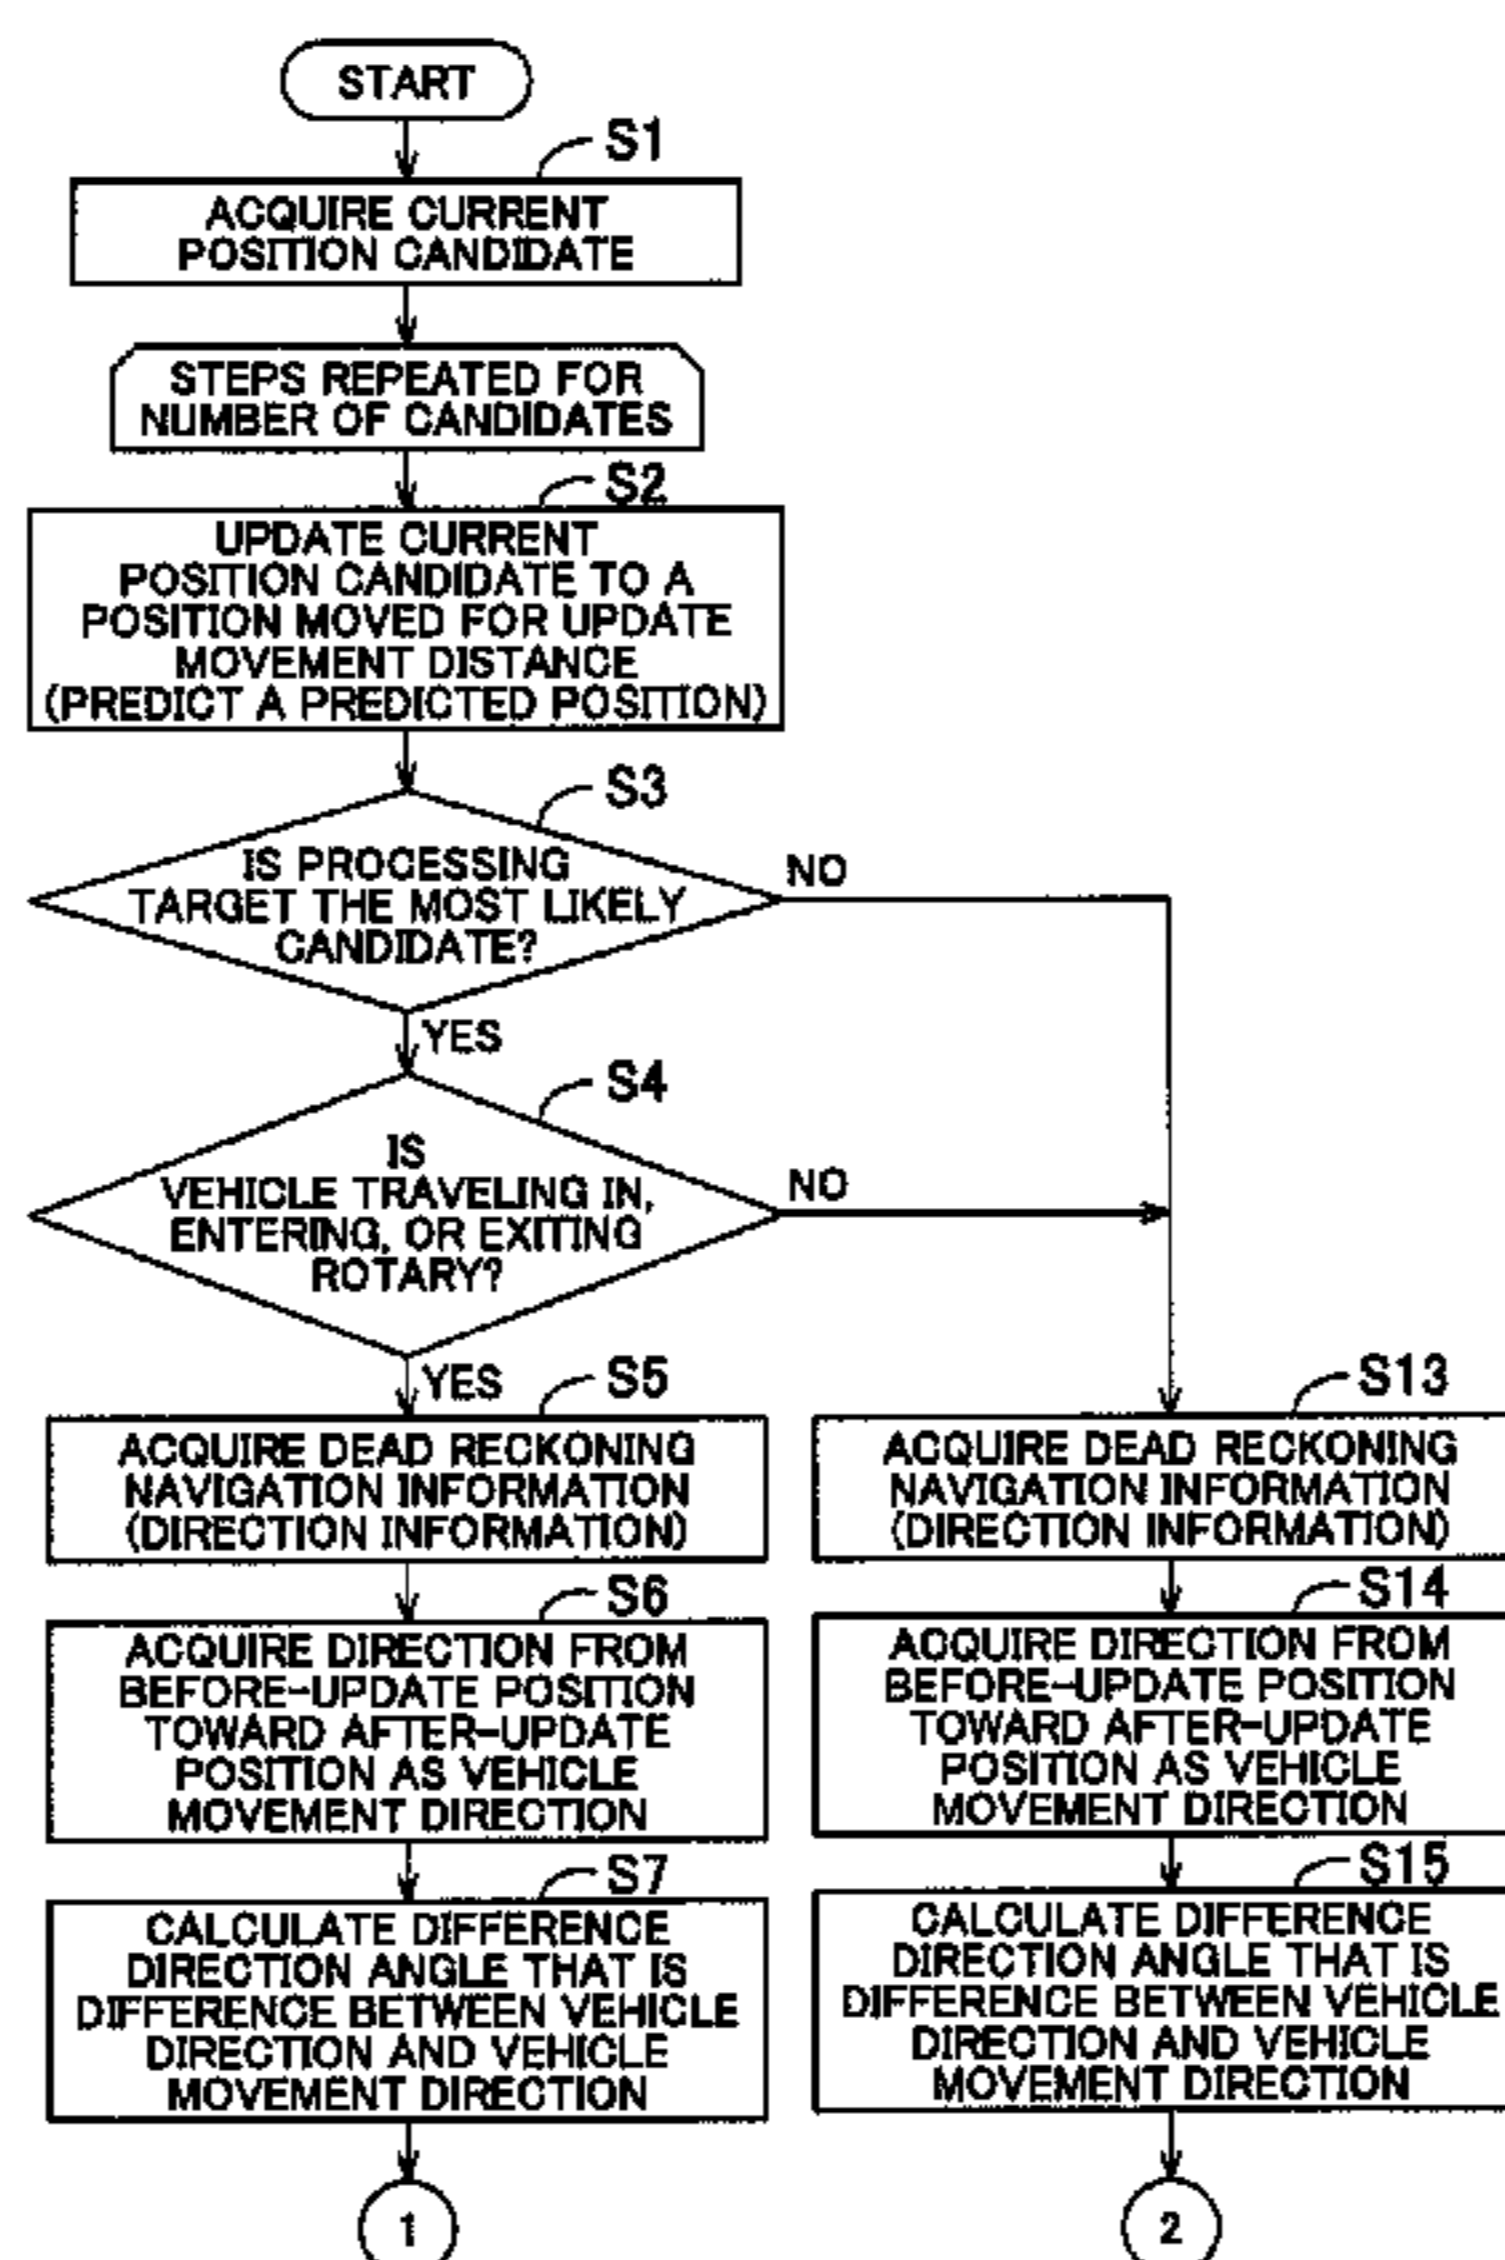 START
S1
ACQUIRE CURRENT
POSITION CANDIDATE
STEPS REPEATED FOR
NUMBER OF CANDIDATES
S2
UPDATE CURRENT
POSITION CANDIDATE TO A
POSITION MOVED FOR UPDATE
MOVEMENT DISTANCE
(PREDICT A PREDICTED POSITION)
S3
IS PROCESSING
TARGET THE MOST LIKELY
CANDIDATE?
NO
YES
S4
IS
VEHICLE TRAVELING IN,
ENTERING, OR EXITING
ROTARY?
NO
YES
S5
ACQUIRE DEAD RECKONING
NAVIGATION INFORMATION
(DIRECTION INFORMATION)
S6
ACQUIRE DIRECTION FROM
BEFORE-UPDATE POSITION
TOWARD AFTER-UPDATE
POSITION AS VEHICLE
MOVEMENT DIRECTION
S7
CALCULATE DIFFERENCE
DIRECTION ANGLE THAT IS
DIFFERENCE BETWEEN VEHICLE
DIRECTION AND VEHICLE
MOVEMENT DIRECTION
1
S13
ACQUIRE DEAD RECKONING
NAVIGATION INFORMATION
(DIRECTION INFORMATION)
S14
ACQUIRE DIRECTION FROM
BEFORE-UPDATE POSITION
TOWARD AFTER-UPDATE
POSITION AS VEHICLE
MOVEMENT DIRECTION
S15
CALCULATE DIFFERENCE
DIRECTION ANGLE THAT IS
DIFFERENCE BETWEEN VEHICLE
DIRECTION AND VEHICLE
MOVEMENT DIRECTION
2